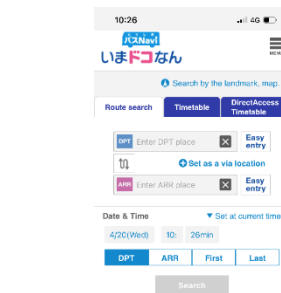 10:26 4G
バスNavi
いまドコなん
MENU
Search by the landmark, map.
Route search Timetable DirectAccess
Timetable
DPT Enter DPT place Easy
entry
Set as a via location
ARR Enter ARR place Easy
entry
Date & Time Set at current time
4/20(Wed) 10: 26min
DPT ARR First Last
Search